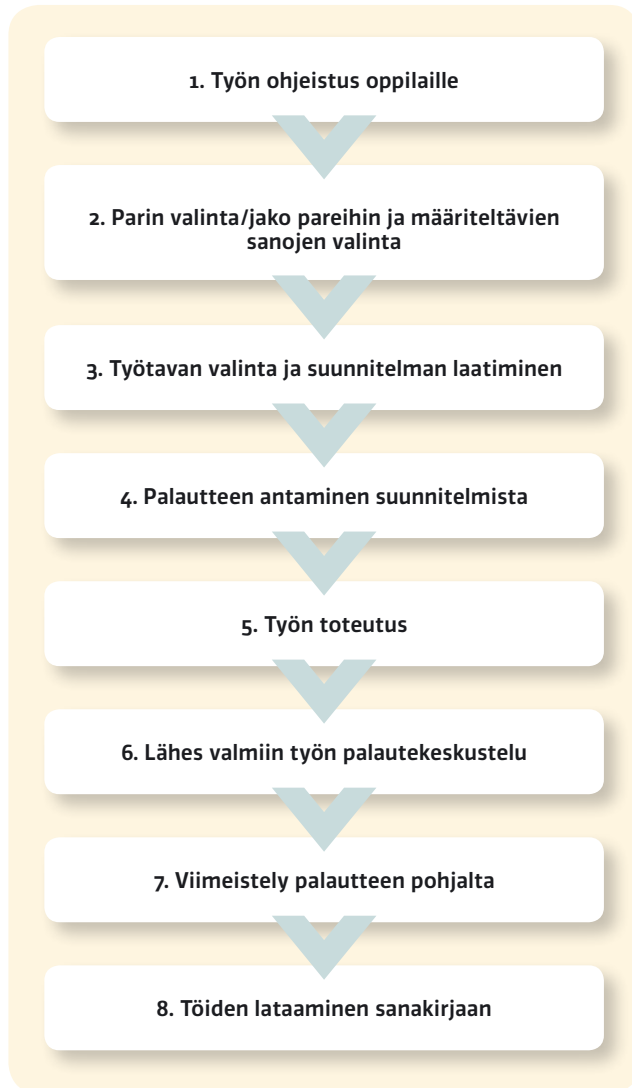 1. Työn ohjeistus oppilaille
2. Parin valinta/jako pareihin ja määriteltävien
sanojen valinta
3. Työtavan valinta ja suunnitelman laatiminen
4. Palautteen antaminen suunnitelmista
5. Työn toteutus
6. Lähes valmiin työn palautekeskustelu
7. Viimeistely palautteen pohjalta
8. Töiden lataaminen sanakirjaan